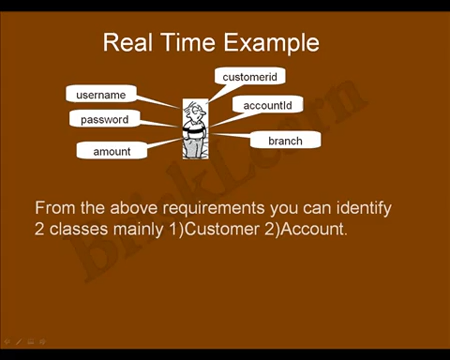 Real Time Example
customerid
username
accountId
password
branch
amount
From the above requirements you can identify
2 classes mainly 1)Customer 2)Account.